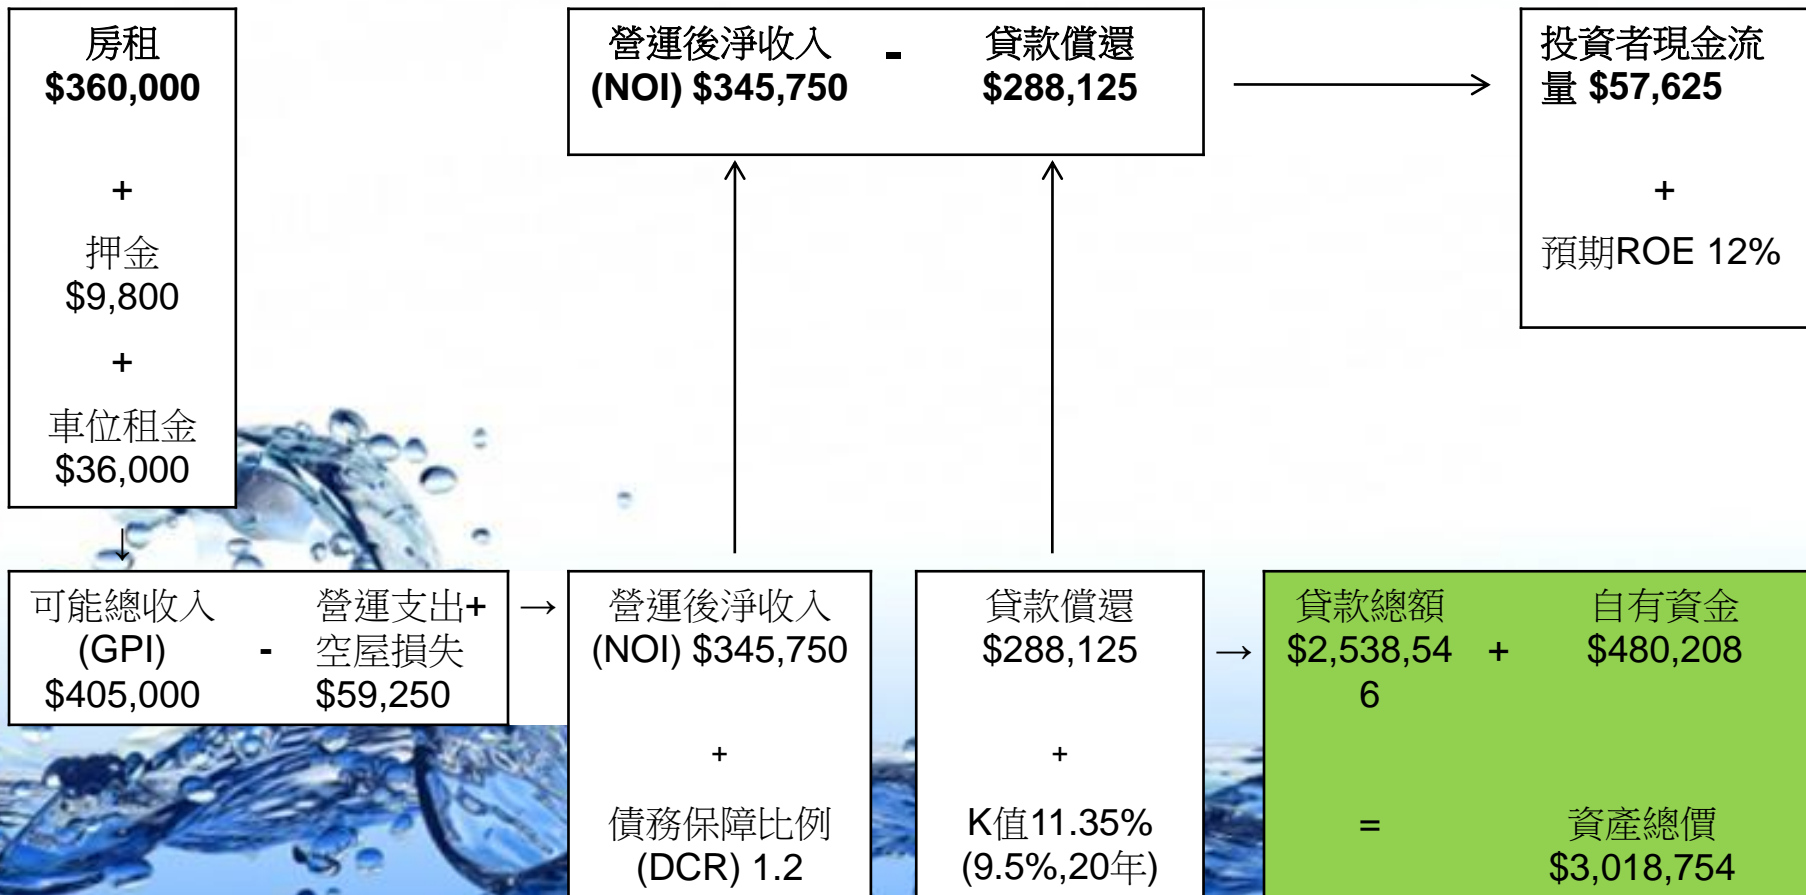 房租
$360,000
+
押金
$9,800
+
車位租金
$36,000
↓
營運後淨收入 - 貸款償還
(NOI) $345,750 $288,125
投資者現金流
量 $57,625
+
預期ROE 12%
可能總收入 營運支出+
(GPI) - 空屋損失
$405,000 $59,250
→
營運後淨收入
(NOI) $345,750
+
債務保障比例
(DCR) 1.2
貸款償還
$288,125
+
K值11.35%
(9.5%,20年)
→
貸款總額 自有資金
$2,538,54 + $480,208
6
= 資產總價
$3,018,754